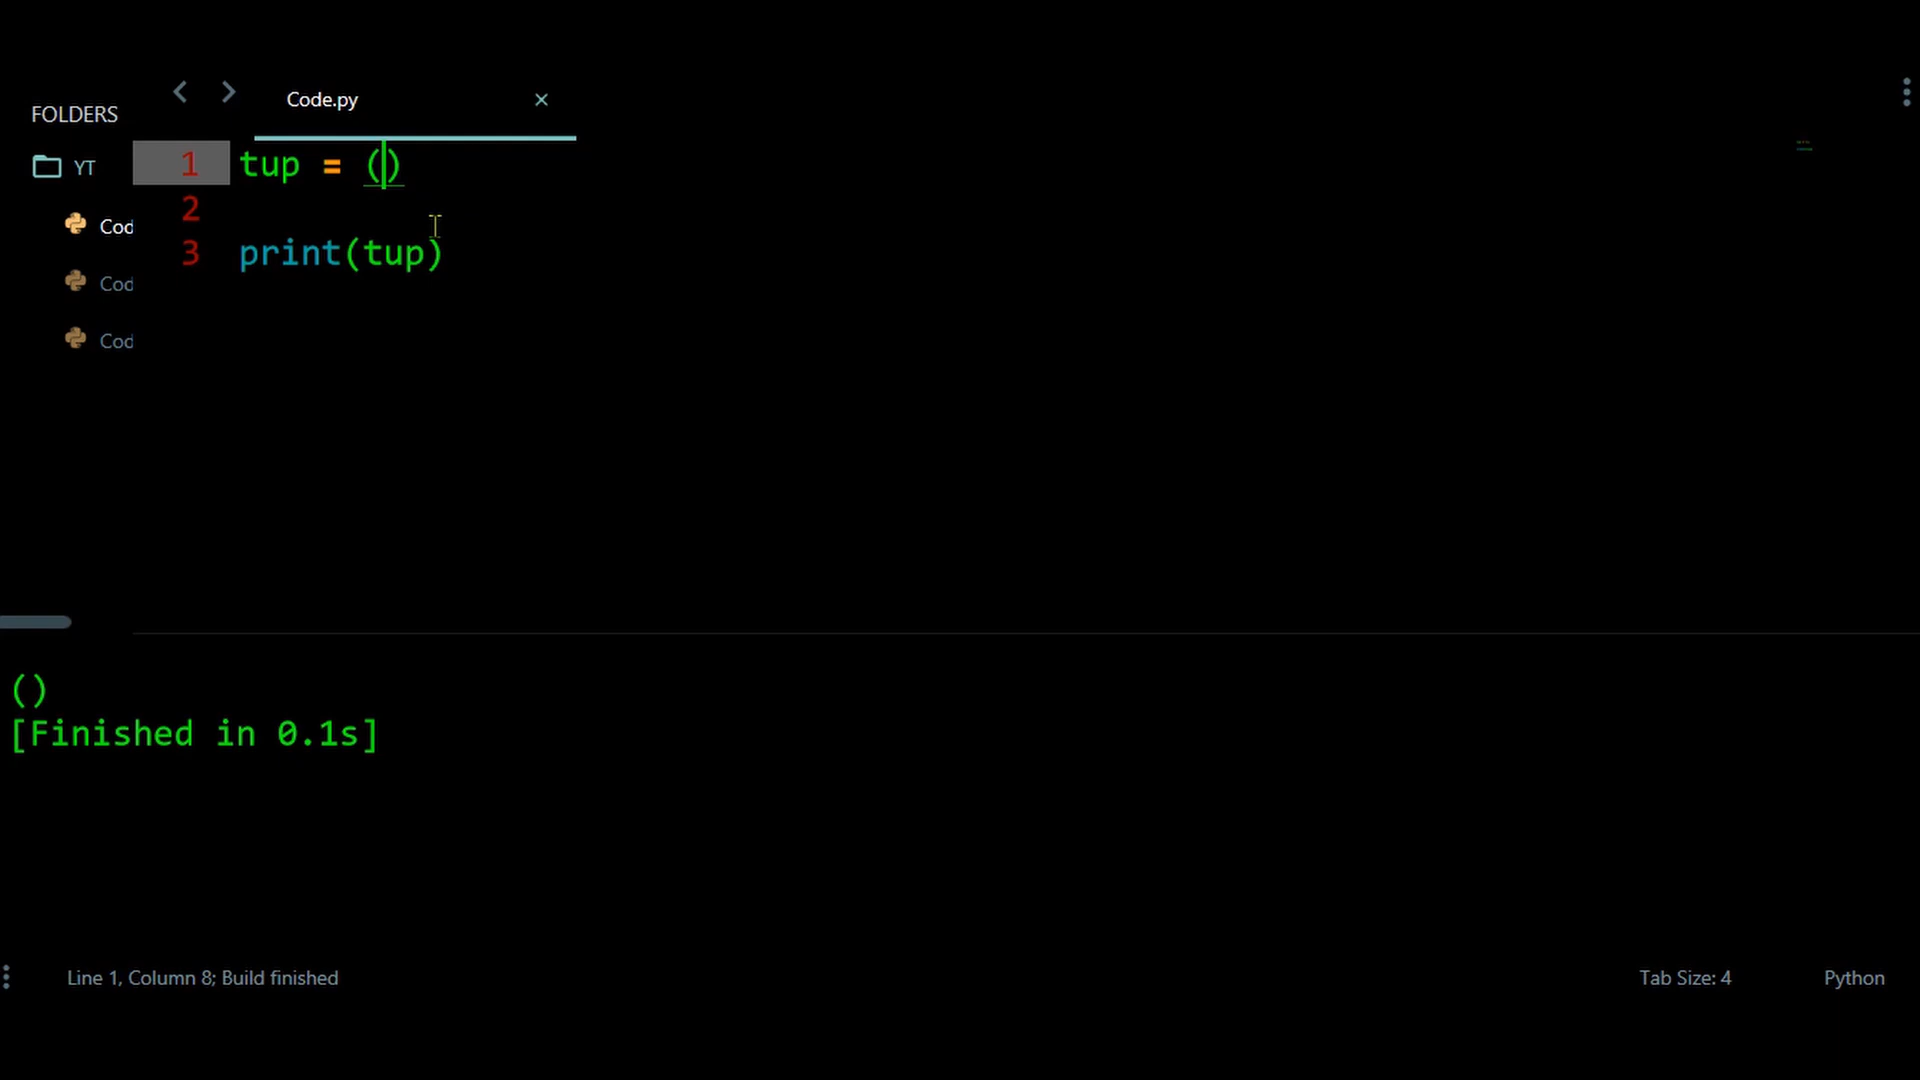 Code.py ×
FOLDERS
YT
Cod
Cod
Cod
1 tup = ()
2
3 print(tup)
()
[Finished in 0.1s]
Line 1, Column 8; Build finished
Tab Size: 4
Python